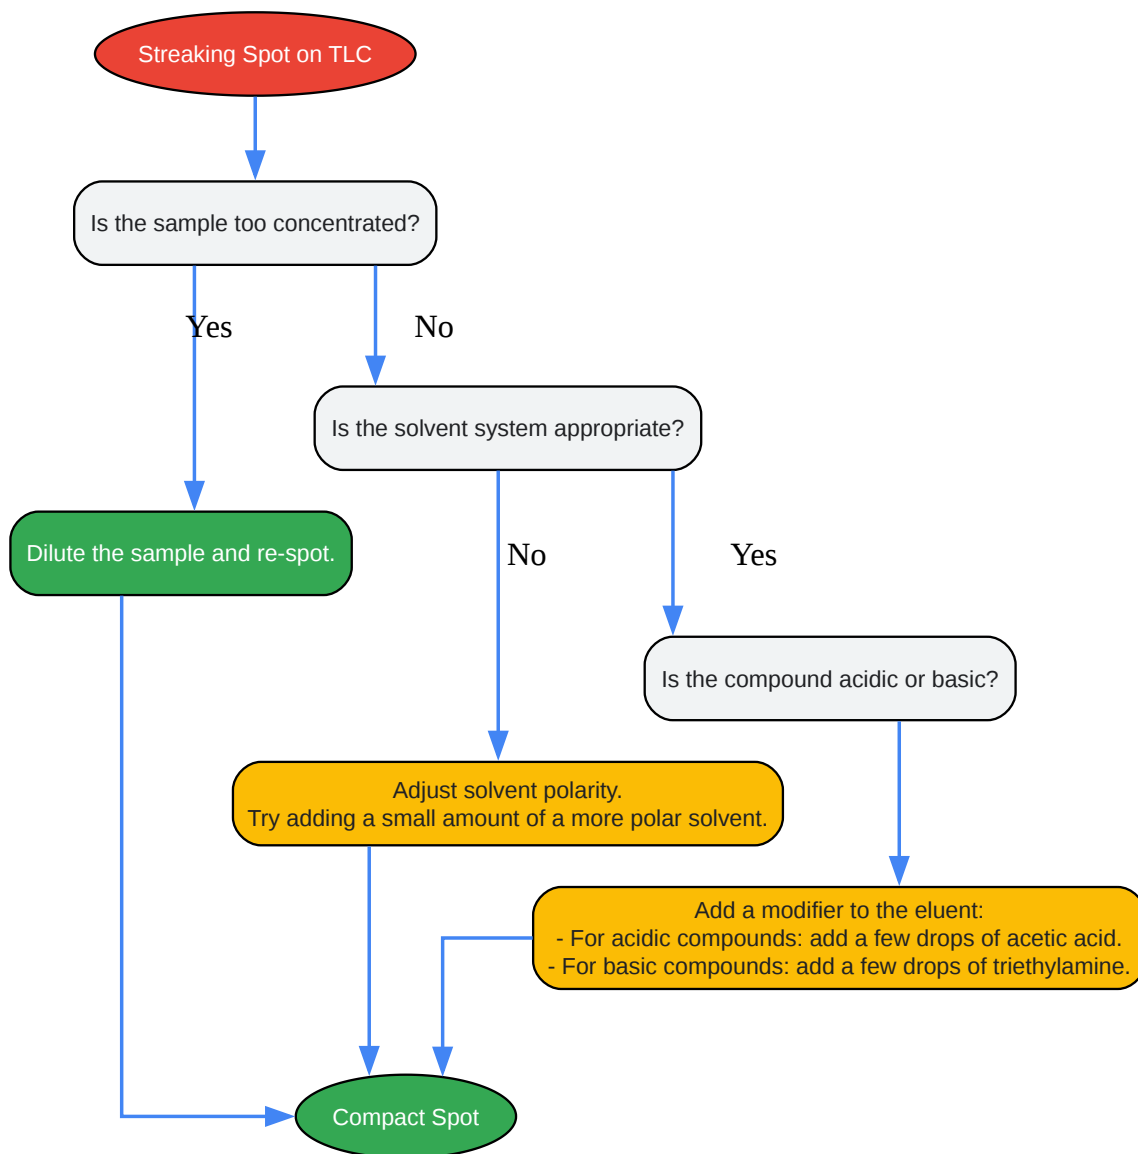 Streaking Spot on TLC
Is the sample too concentrated?
Yes
No
Is the solvent system appropriate?
Dilute the sample and re-spot.
No
Yes
Is the compound acidic or basic?
Adjust solvent polarity.
Try adding a small amount of a more polar solvent.
Add a modifier to the eluent:
- For acidic compounds: add a few drops of acetic acid.
- For basic compounds: add a few drops of triethylamine.
Compact Spot